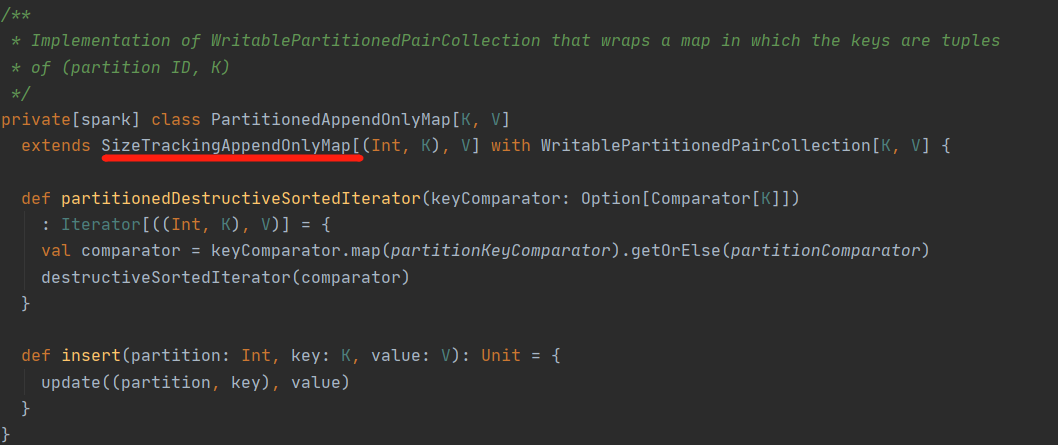 /**
 * Implementation of WritablePartitionedPairCollection that wraps a map in which the keys are tuples
 * of (partition ID, K)
 */
private[spark] class PartitionedAppendOnlyMap[K, V]
  extends SizeTrackingAppendOnlyMap[(Int, K), V] with WritablePartitionedPairCollection[K, V] {

  def partitionedDestructiveSortedIterator(keyComparator: Option[Comparator[K]])
    : Iterator[((Int, K), V)] = {
    val comparator = keyComparator.map(partitionKeyComparator).getOrElse(partitionComparator)
    destructiveSortedIterator(comparator)
  }

  def insert(partition: Int, key: K, value: V): Unit = {
    update((partition, key), value)
  }
}